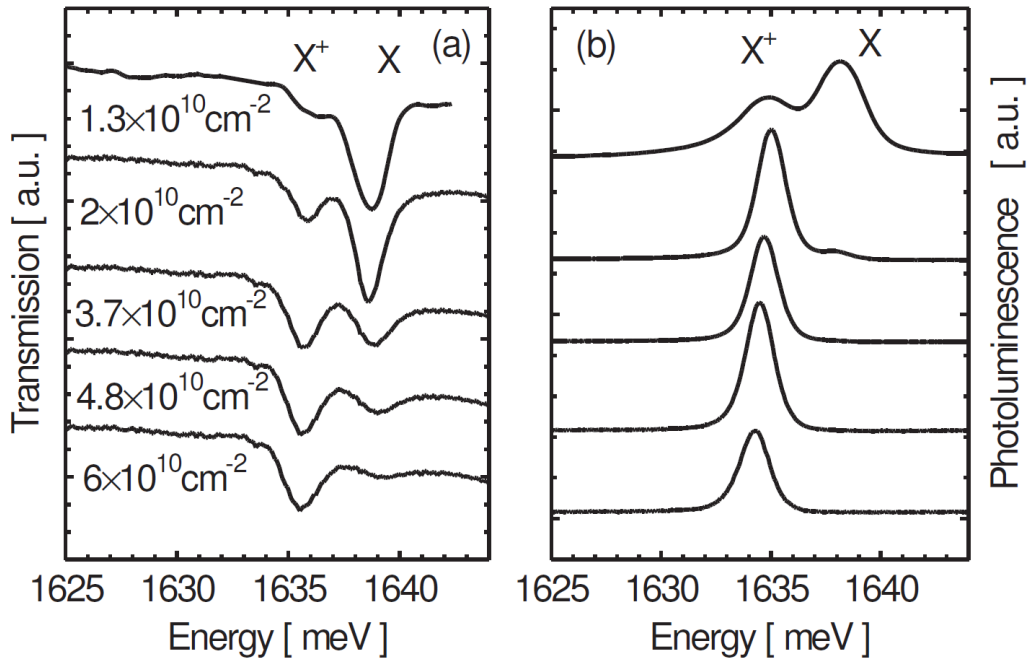 (a)
X⁺ X
1.3×10¹⁰cm⁻²
2×10¹⁰cm⁻²
3.7×10¹⁰cm⁻²
4.8×10¹⁰cm⁻²
6×10¹⁰cm⁻²
Transmission [ a.u. ]
1625 1630 1635 1640
Energy [ meV ]
(b)
X⁺ X
Photoluminescence [ a.u. ]
1625 1630 1635 1640
Energy [ meV ]